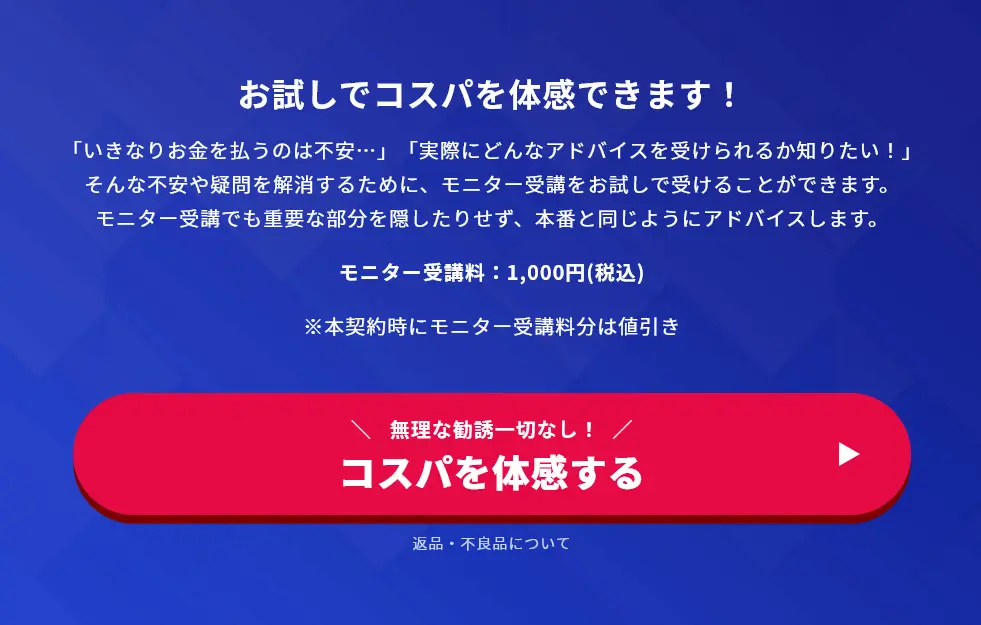 お試しでコスパを体感できます！
「いきなりお金を払うのは不安…」「実際にどんなアドバイスを受けられるか知りたい！」
そんな不安や疑問を解消するために、モニター受講をお試しで受けることができます。
モニター受講でも重要な部分を隠したりせず、本番と同じようにアドバイスします。
モニター受講料：1,000円(税込)
※本契約時にモニター受講料分は値引き
＼ 無理な勧誘一切なし！ ／
コスパを体感する
返品・不良品について